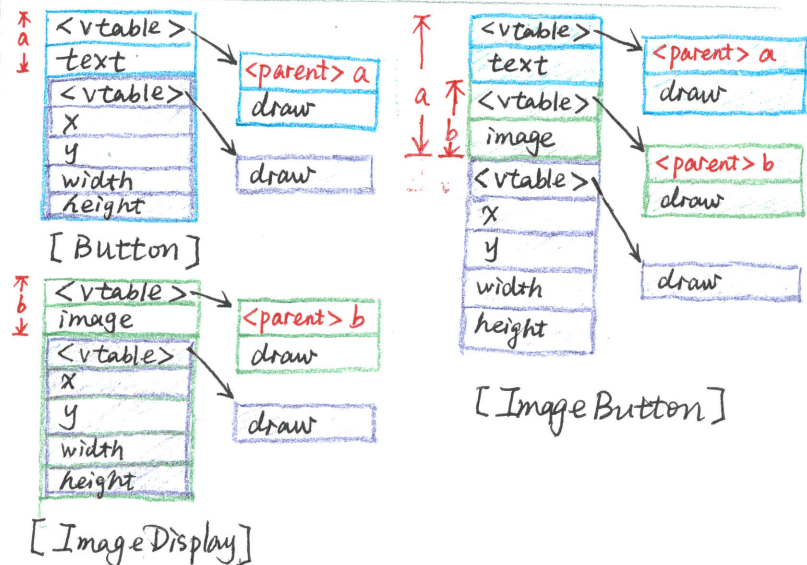 a
<vtable>
text
<vtable>
x
y
width
height
<parent> a
draw
draw
[Button]
b
<vtable>
image
<vtable>
x
y
width
height
<parent> b
draw
draw
[ImageDisplay]
a
b
<vtable>
text
<vtable>
image
<vtable>
x
y
width
height
<parent> a
draw
<parent> b
draw
draw
[ImageButton]